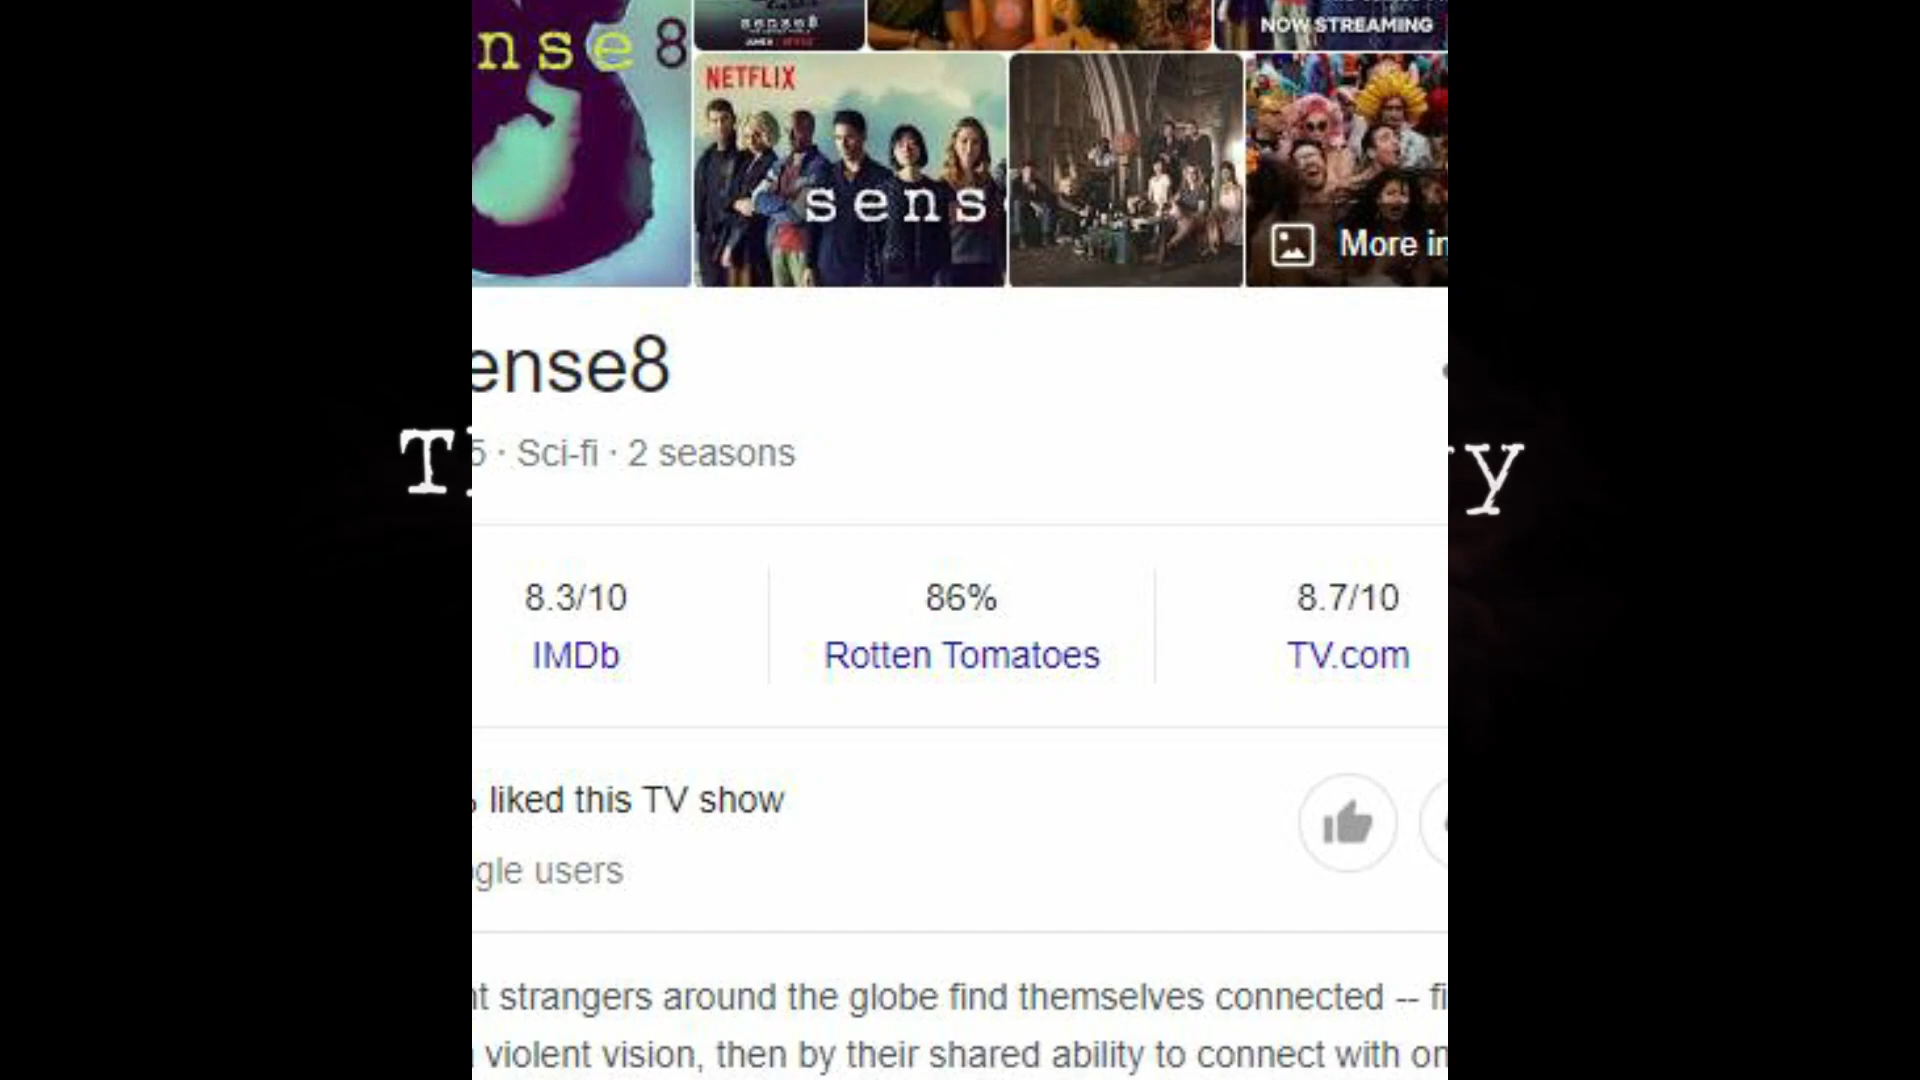 nse8
sense8
NOW STREAMING
NETFLIX
sens
More in
ense8
5 · Sci-fi · 2 seasons
T
y
8.3/10
86%
8.7/10
IMDb
Rotten Tomatoes
TV.com
liked this TV show
gle users
t strangers around the globe find themselves connected -- fi
violent vision, then by their shared ability to connect with on